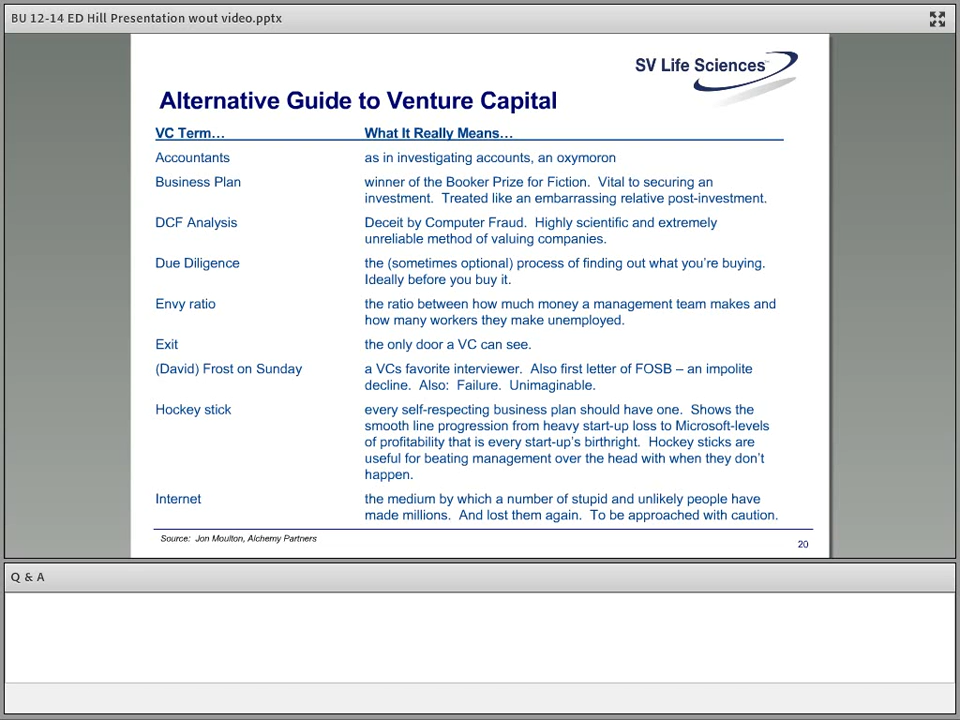 BU 12-14 ED Hill Presentation wout video.pptx
SV Life Sciences™
Alternative Guide to Venture Capital
VC Term… What It Really Means…
Accountants as in investigating accounts, an oxymoron
Business Plan winner of the Booker Prize for Fiction. Vital to securing an
investment. Treated like an embarrassing relative post-investment.
DCF Analysis Deceit by Computer Fraud. Highly scientific and extremely
unreliable method of valuing companies.
Due Diligence the (sometimes optional) process of finding out what you're buying.
Ideally before you buy it.
Envy ratio the ratio between how much money a management team makes and
how many workers they make unemployed.
Exit the only door a VC can see.
(David) Frost on Sunday a VCs favorite interviewer. Also first letter of FOSB – an impolite
decline. Also: Failure. Unimaginable.
Hockey stick every self-respecting business plan should have one. Shows the
smooth line progression from heavy start-up loss to Microsoft-levels
of profitability that is every start-up's birthright. Hockey sticks are
useful for beating management over the head with when they don't
happen.
Internet the medium by which a number of stupid and unlikely people have
made millions. And lost them again. To be approached with caution.
Source: Jon Moulton, Alchemy Partners
20
Q & A